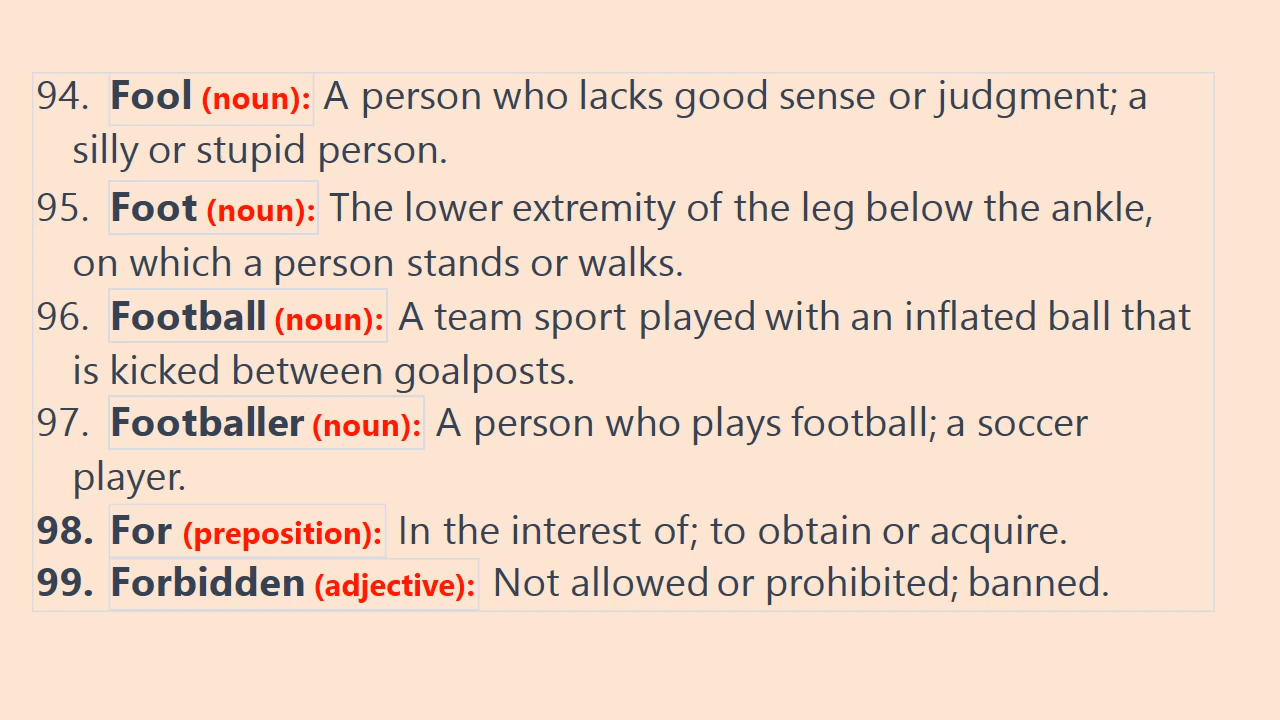 94. Fool (noun): A person who lacks good sense or judgment; a
silly or stupid person.
95. Foot (noun): The lower extremity of the leg below the ankle,
on which a person stands or walks.
96. Football (noun): A team sport played with an inflated ball that
is kicked between goalposts.
97. Footballer (noun): A person who plays football; a soccer
player.
98. For (preposition): In the interest of; to obtain or acquire.
99. Forbidden (adjective): Not allowed or prohibited; banned.